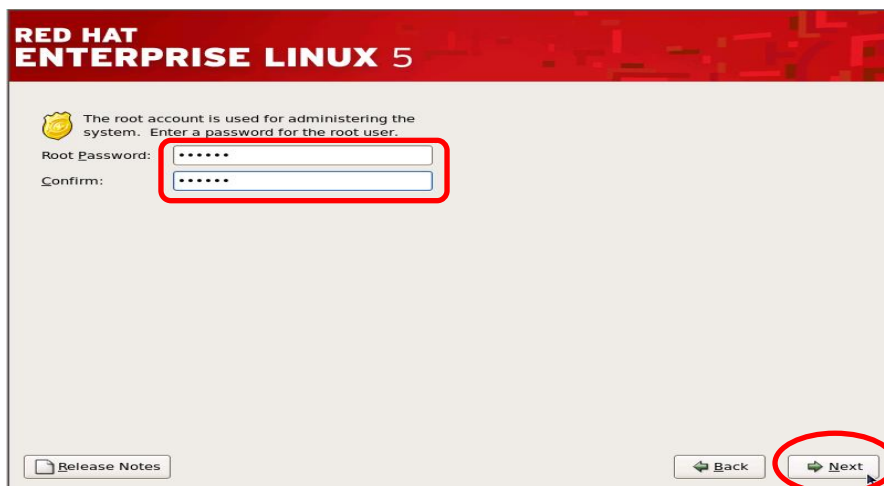 RED HAT
ENTERPRISE LINUX 5
The root account is used for administering the
system. Enter a password for the root user.
Root Password: ••••••
Confirm: ••••••
Release Notes Back Next